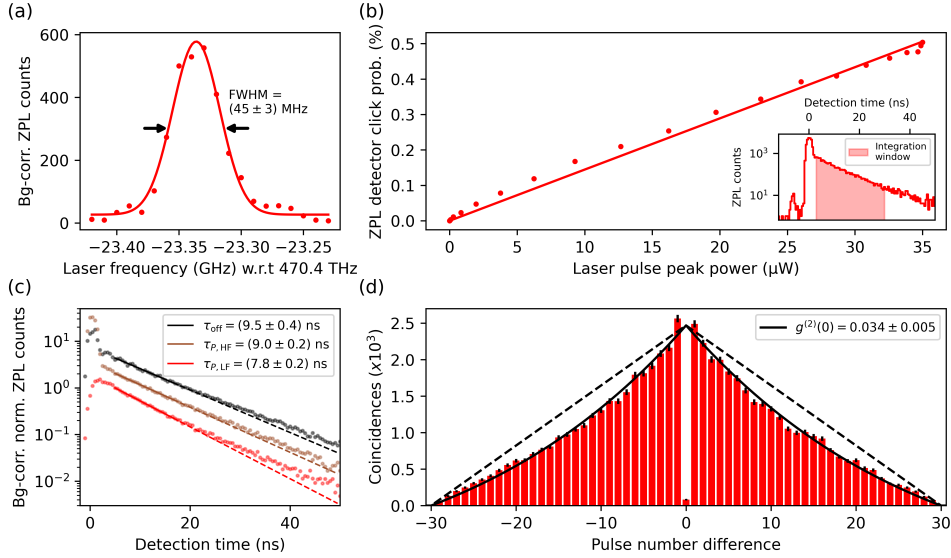 (a)
Bg-corr. ZPL counts
600
400
200
0
FWHM =
(45 ± 3) MHz
−23.40
−23.35
−23.30
−23.25
Laser frequency (GHz) w.r.t 470.4 THz
(b)
ZPL detector click prob. (%)
0.5
0.4
0.3
0.2
0.1
0.0
0
5
10
15
20
25
30
35
Laser pulse peak power (μW)
Detection time (ns)
0
20
40
ZPL counts
10³
10¹
Integration
window
(c)
Bg-corr. norm. ZPL counts
10¹
10⁰
10⁻¹
10⁻²
τoff = (9.5 ± 0.4) ns
τP, HF = (9.0 ± 0.2) ns
τP, LF = (7.8 ± 0.2) ns
0
20
40
Detection time (ns)
(d)
Coincidences (x10³)
2.5
2.0
1.5
1.0
0.5
0.0
g⁽²⁾(0) = 0.034 ± 0.005
−30
−20
−10
0
10
20
30
Pulse number difference